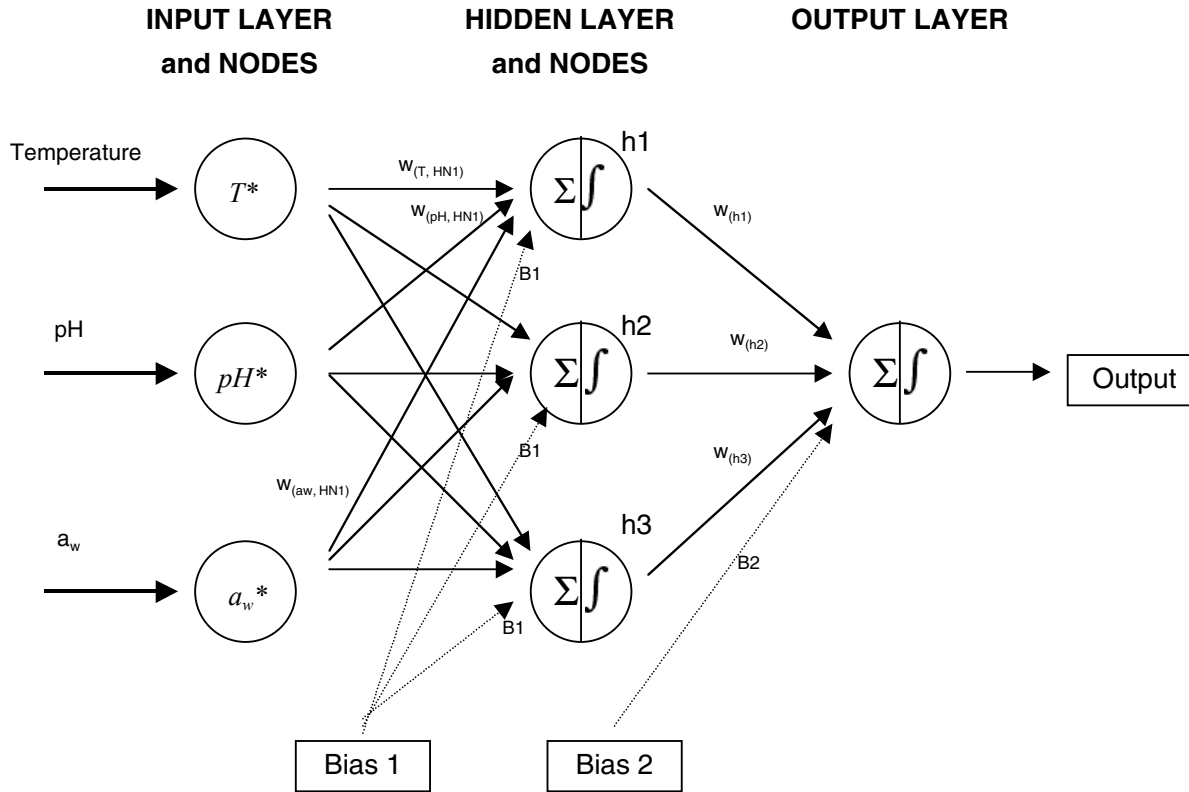 INPUT LAYER
and NODES
HIDDEN LAYER
and NODES
OUTPUT LAYER
Temperature
T*
w(T, HN1)
w(pH, HN1)
h1
Σ ∫
w(h1)
B1
pH
pH*
h2
Σ ∫
w(h2)
Σ ∫
Output
B1
w(aw, HN1)
w(h3)
aw
aw*
h3
Σ ∫
B1
B2
Bias 1
Bias 2